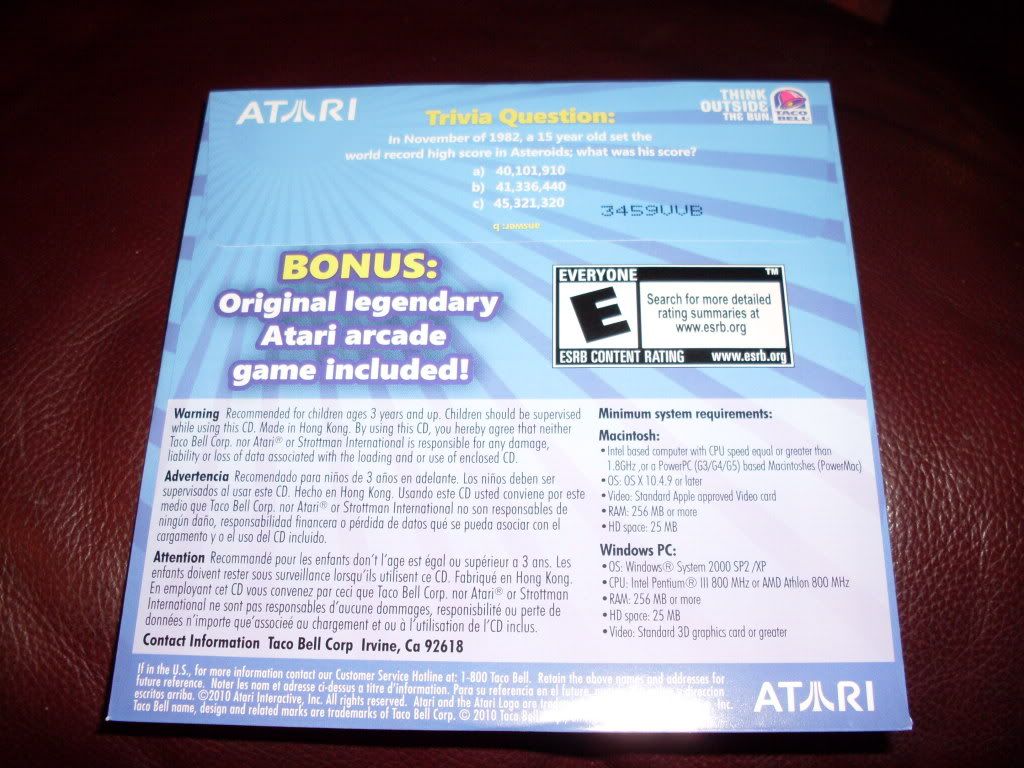 ATARI
THINK
OUTSIDE
THE BUN.
TACO
BELL
Trivia Question:
In November of 1982, a 15 year old set the
world record high score in Asteroids; what was his score?
a) 40,101,910
b) 41,336,440
c) 45,321,320
answer: b
3459UUB
BONUS:
Original legendary
Atari arcade
game included!
EVERYONE TM
E
Search for more detailed
rating summaries at
www.esrb.org
ESRB CONTENT RATING www.esrb.org
Warning Recommended for children ages 3 years and up. Children should be supervised
while using this CD. Made in Hong Kong. By using this CD, you hereby agree that neither
Taco Bell Corp. nor Atari® or Strottman International is responsible for any damage,
liability or loss of data associated with the loading and or use of enclosed CD.
Advertencia Recomendado para niños de 3 años en adelante. Los niños deben ser
supervisados al usar este CD. Hecho en Hong Kong. Usando este CD usted conviene por este
medio que Taco Bell Corp. nor Atari® or Strottman International no son responsables de
ningún daño, responsabilidad financera o pérdida de datos qué se pueda asociar con el
cargamento y o el uso del CD incluido.
Attention Recommandé pour les enfants don't l'age est égal ou supérieur a 3 ans. Les
enfants doivent rester sous surveillance lorsqu'ils utilisent ce CD. Fabriqué en Hong Kong.
En employant cet CD vous convenez par ceci que Taco Bell Corp. nor Atari® or Strottman
International ne sont pas responsables d'aucune dommages, responsibilité ou perte de
données n'importe que'associeé au chargement et ou à l'utilisation de l'CD inclus.
Contact Information Taco Bell Corp Irvine, Ca 92618
Minimum system requirements:
Macintosh:
• Intel based computer with CPU speed equal or greater than
1.8GHz ,or a PowerPC (G3/G4/G5) based Macintoshes (PowerMac)
• OS: OS X 10.4.9 or later
• Video: Standard Apple approved Video card
• RAM: 256 MB or more
• HD space: 25 MB
Windows PC:
• OS: Windows® System 2000 SP2 /XP
• CPU: Intel Pentium® III 800 MHz or AMD Athlon 800 MHz
• RAM: 256 MB or more
• HD space: 25 MB
• Video: Standard 3D graphics card or greater
If in the U.S., for more information contact our Customer Service Hotline at: 1-800 Taco Bell. Retain the above names and addresses for
future reference. Noter les nom et adresse ci-dessus a titre d'information. Para su referencia en el future, direccion
escritos arriba. ©2010 Atari Interactive, Inc. All rights reserved. Atari and the Atari Logo are Inc.
Taco Bell name, design and related marks are trademarks of Taco Bell Corp. © 2010 Taco
ATARI